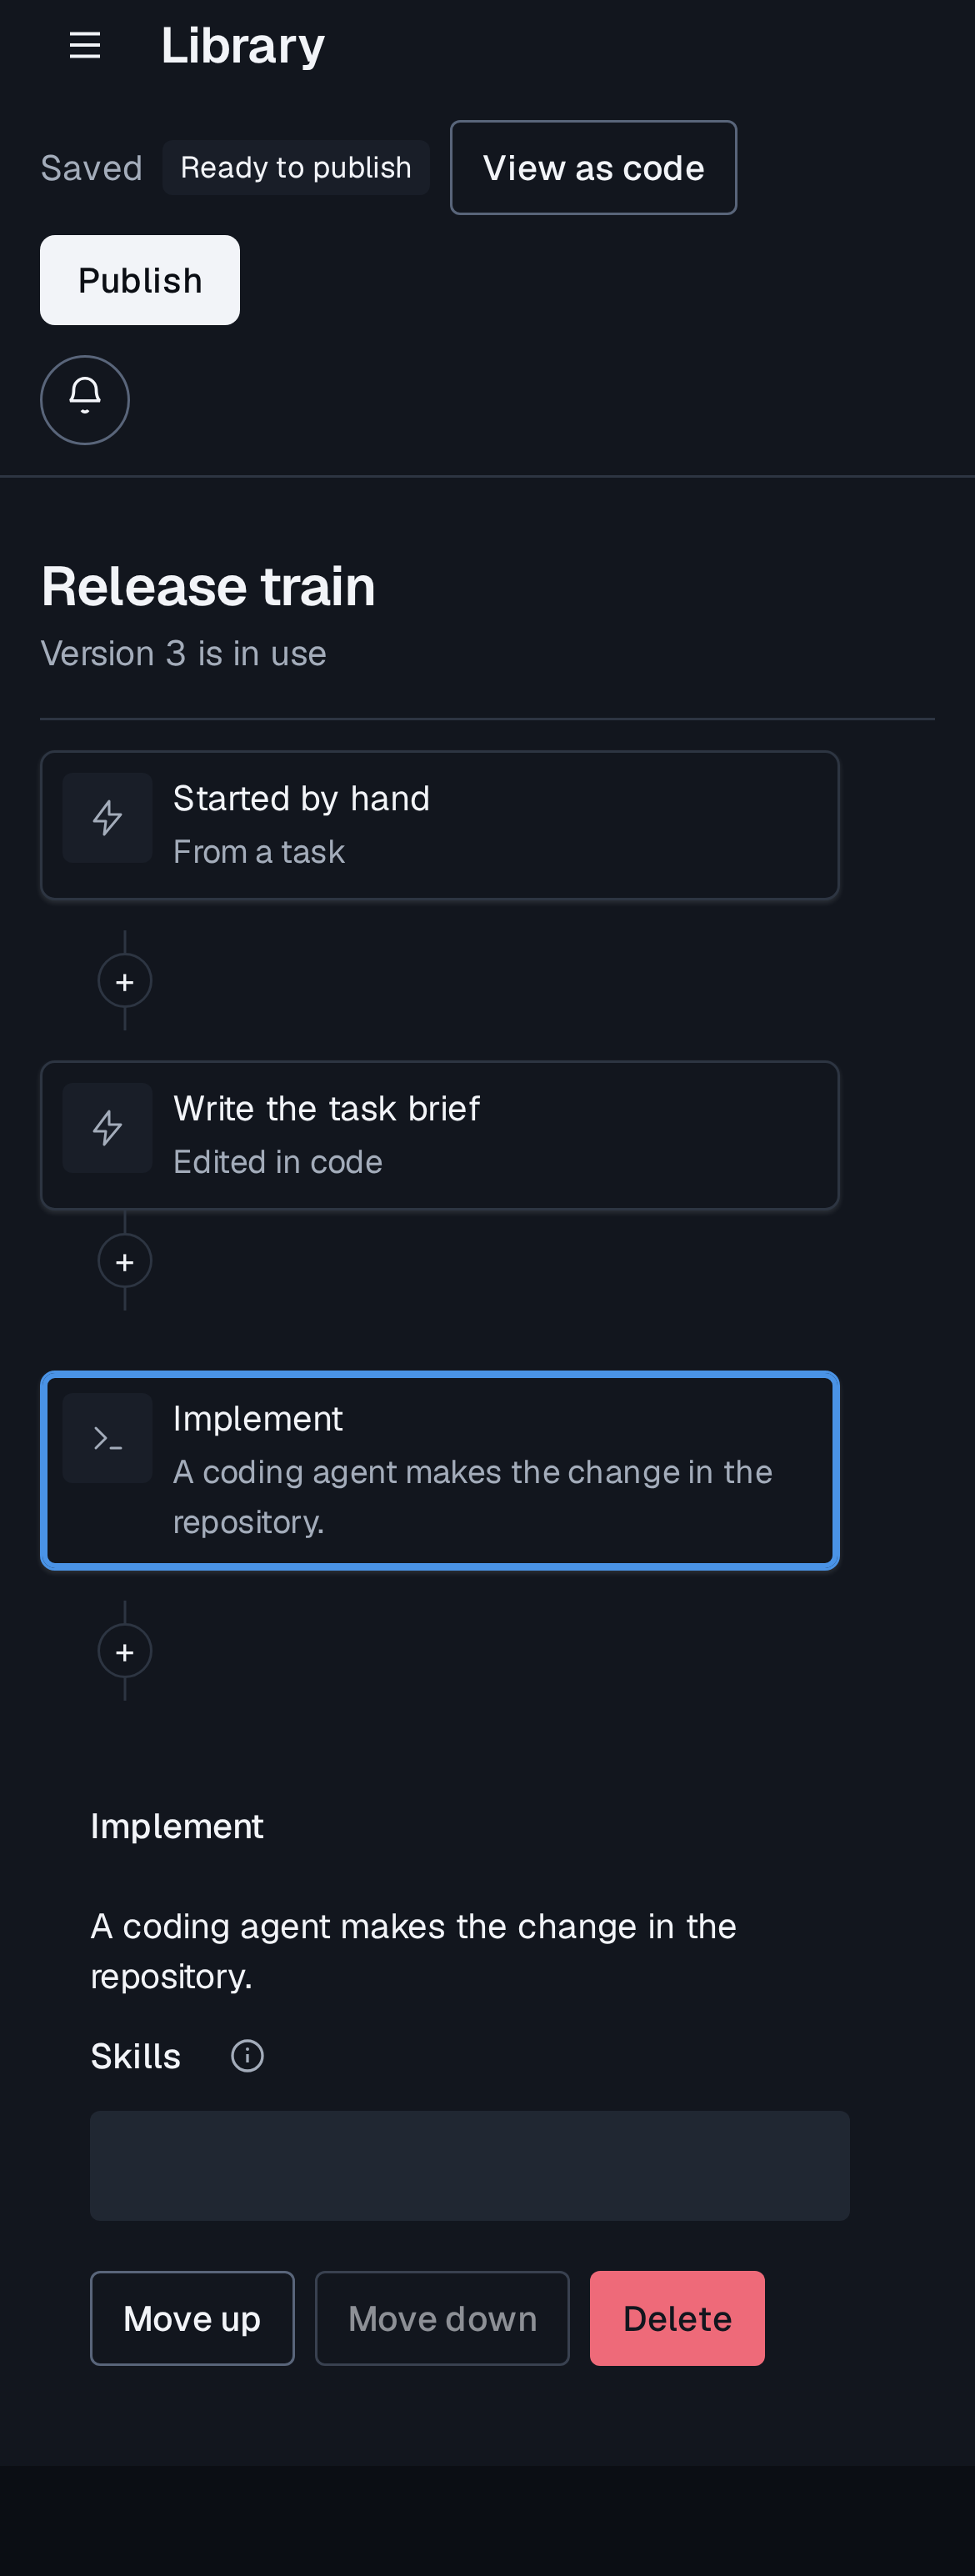 Library
Saved
Ready to publish
View as code
Publish
Release train
Version 3 is in use
Started by hand
From a task
+
Write the task brief
Edited in code
+
Implement
A coding agent makes the change in the
repository.
+
Implement
A coding agent makes the change in the
repository.
Skills
Move up
Move down
Delete